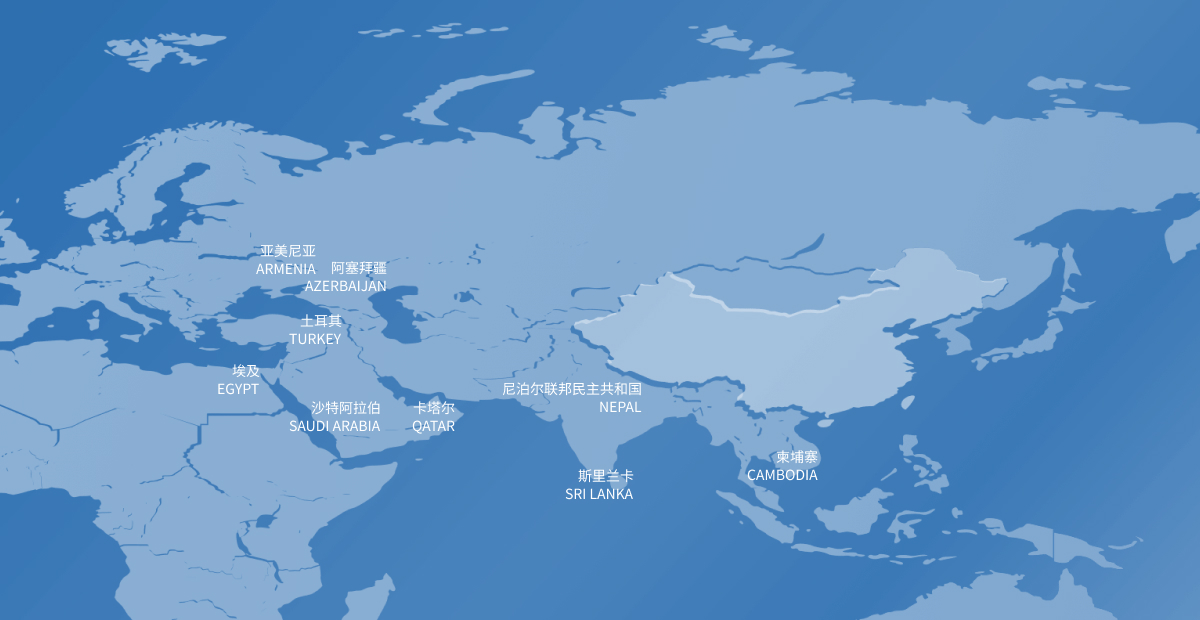 亚美尼亚
ARMENIA
阿塞拜疆
AZERBAIJAN
土耳其
TURKEY
埃及
EGYPT
沙特阿拉伯
SAUDI ARABIA
卡塔尔
QATAR
尼泊尔联邦民主共和国
NEPAL
斯里兰卡
SRI LANKA
柬埔寨
CAMBODIA